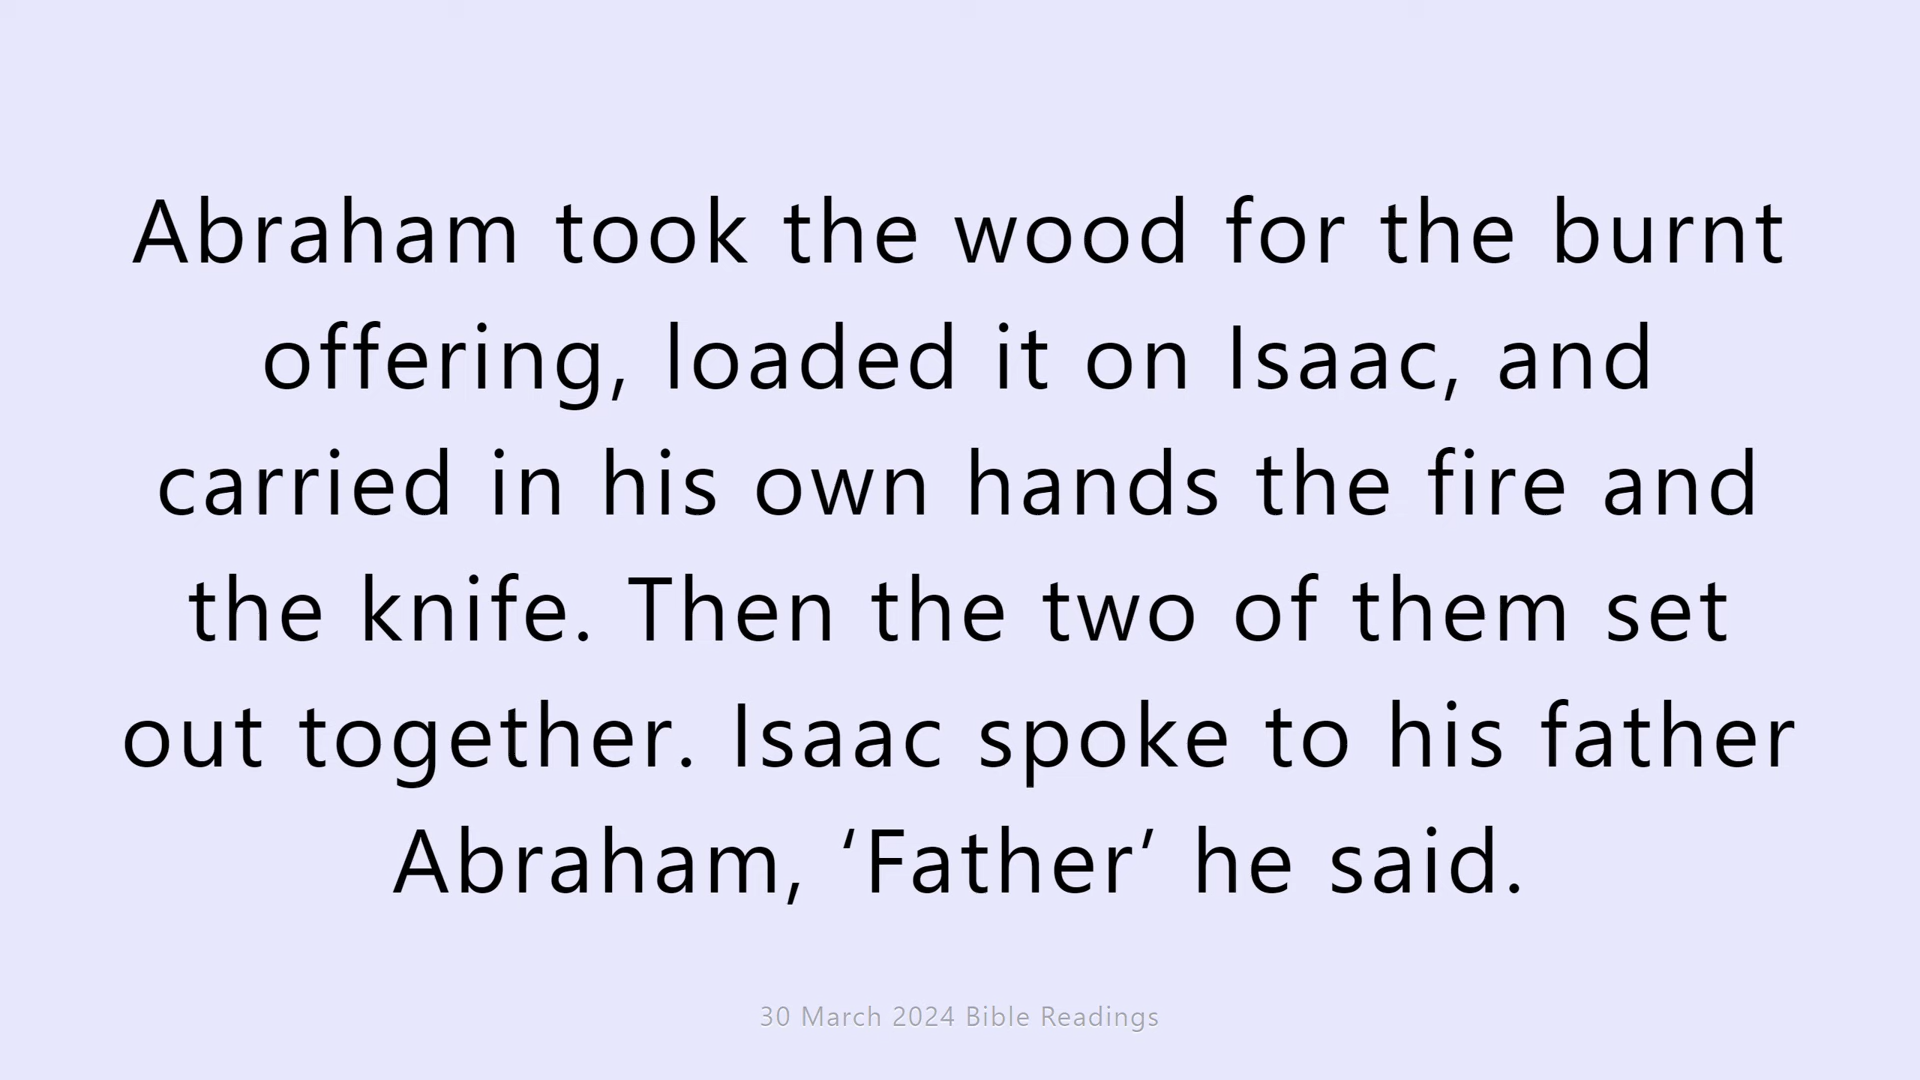 Abraham took the wood for the burnt
offering, loaded it on Isaac, and
carried in his own hands the fire and
the knife. Then the two of them set
out together. Isaac spoke to his father
Abraham, ‘Father’ he said.
30 March 2024 Bible Readings